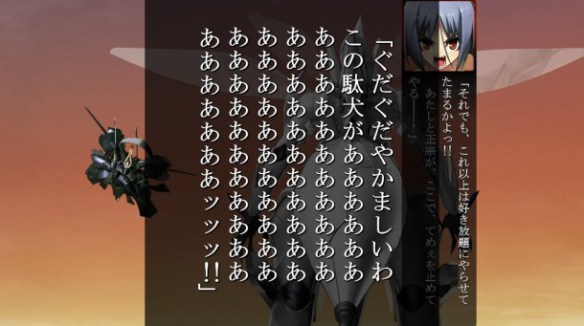 「それでも、これ以上は好き放題にやらせて
たまるかよっ!!
あたしと正宗が、ここで、てめぇを止めて
やる――!」
「ぐだぐだやかましいわ
この駄犬がああああああ
あああああああああああ
あああああああああああ
あああああああああああ
あああああああああああ
あああああああッッッ!!」